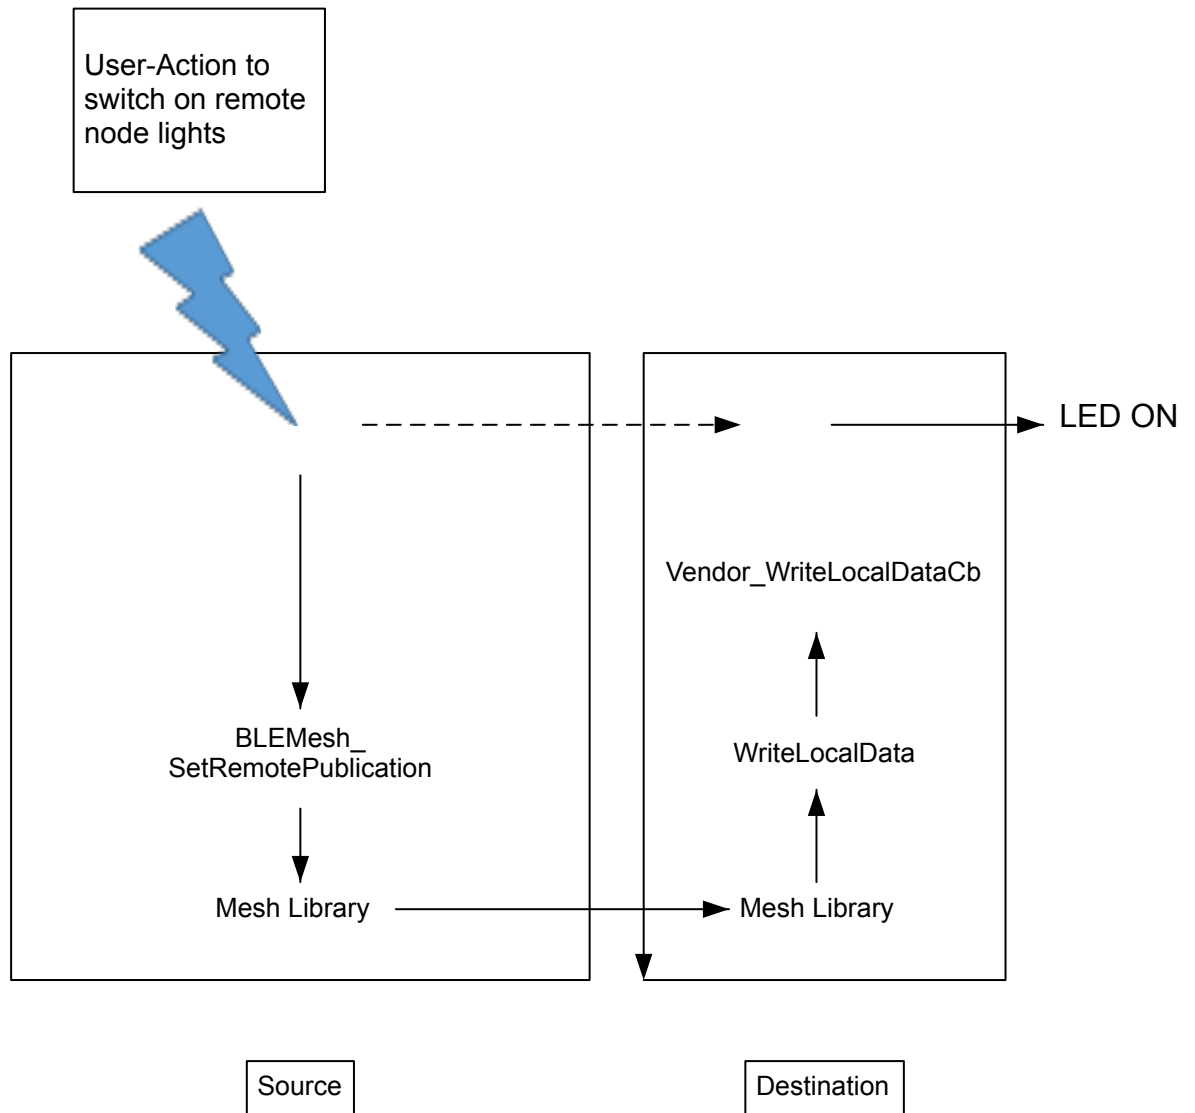 User-Action to
switch on remote
node lights
LED ON
Vendor_WriteLocalDataCb
BLEMesh_
SetRemotePublication
WriteLocalData
Mesh Library
Mesh Library
Source
Destination